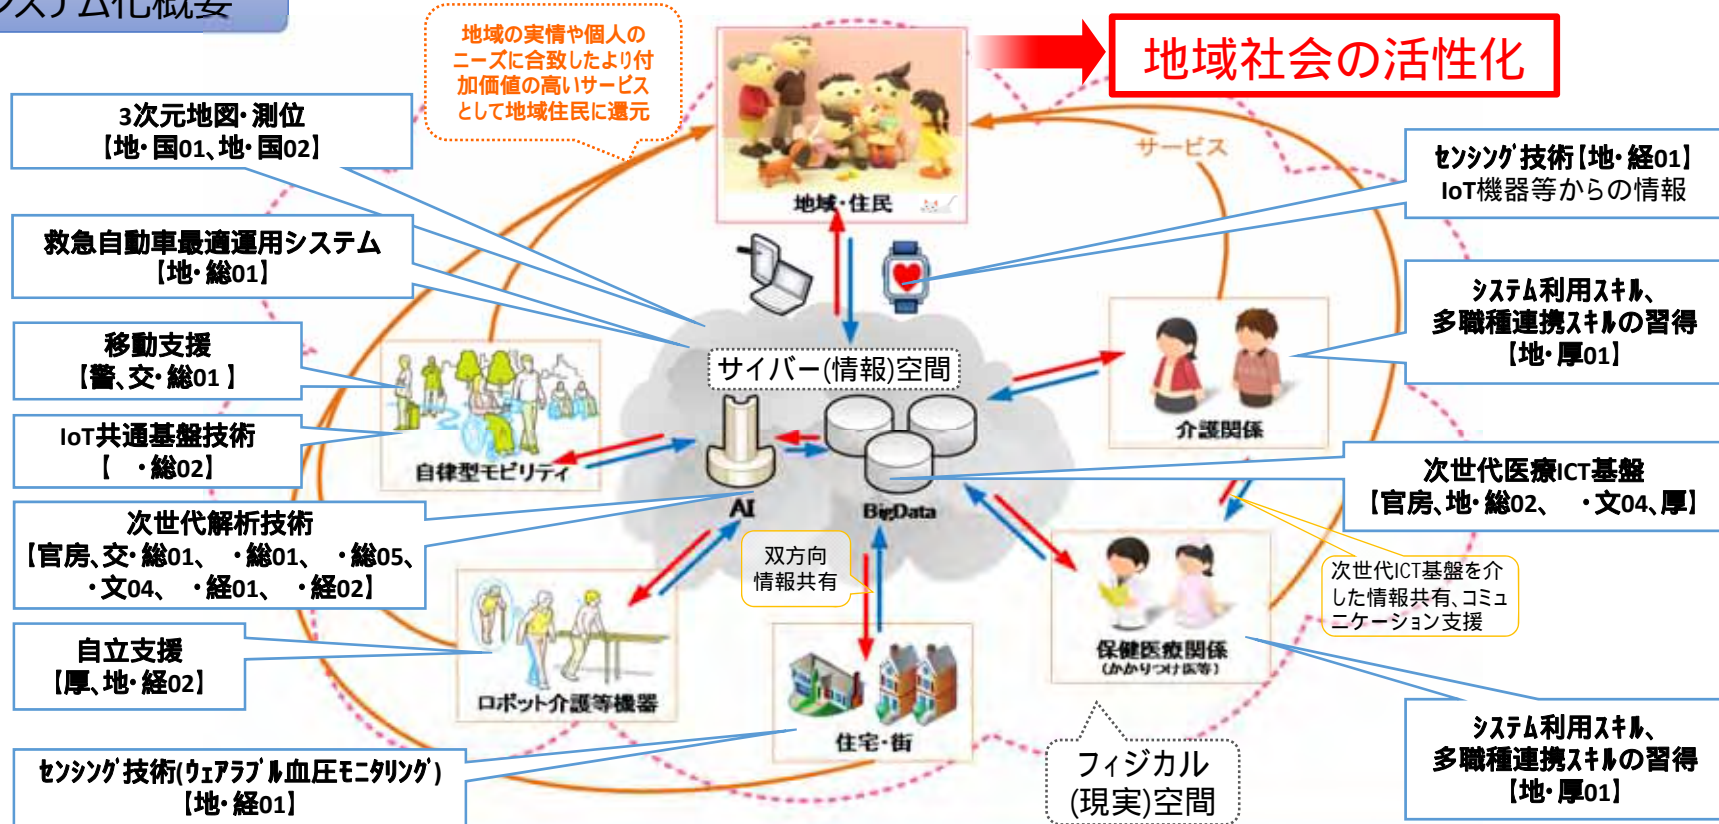 システム化概要
地域の実情や個人の
ニーズに合致したより付
加価値の高いサービス
として地域住民に還元
地域社会の活性化
3次元地図・測位
【地・国01、地・国02】
サービス
センシング技術【地・経01】
IoT機器等からの情報
地域・住民
救急自動車最適運用システム
【地・総01】
システム利用スキル、
多職種連携スキルの習得
【地・厚01】
移動支援
【警、交・総01 】
サイバー(情報)空間
介護関係
IoT共通基盤技術
【　・総02】
自律型モビリティ
AI
BigData
次世代医療ICT基盤
【官房、地・総02、　・文04、厚】
次世代解析技術
【官房、交・総01、　・総01、　・総05、
・文04、　・経01、　・経02】
双方向
情報共有
次世代ICT基盤を介
した情報共有、コミュ
ニケーション支援
自立支援
【厚、地・経02】
ロボット介護等機器
保健医療関係
(かかりつけ医等)
住宅・街
フィジカル
(現実)空間
センシング技術(ウェアラブル血圧モニタリング)
【地・経01】
システム利用スキル、
多職種連携スキルの習得
【地・厚01】